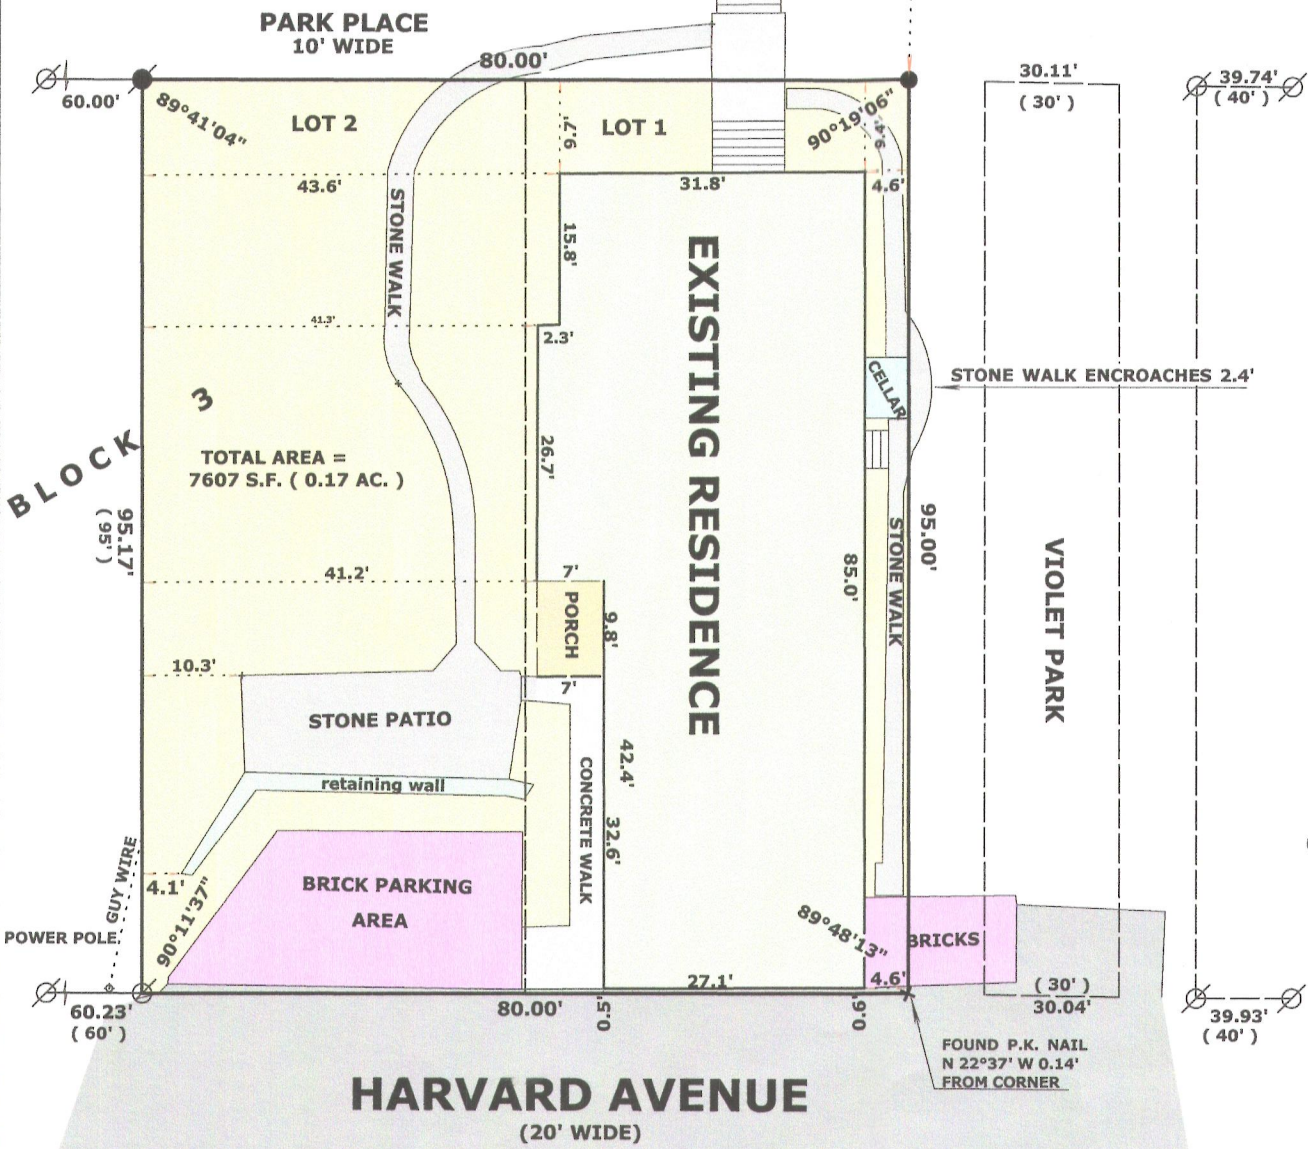 PARK PLACE
10' WIDE
80.00'
60.00'
89°41'04"
LOT 2
9.7'
LOT 1
90°19'06"
9.4'
30.11'
( 30' )
39.74'
( 40' )
43.6'
31.8'
4.6'
STONE WALK
15.8'
EXISTING RESIDENCE
41.3'
2.3'
CELLAR
STONE WALK ENCROACHES 2.4'
BLOCK 3
TOTAL AREA =
7607 S.F. ( 0.17 AC. )
26.7'
95.17'
( 95' )
95.00'
STONE WALK
VIOLET PARK
41.2'
7'
85.0'
PORCH
9.8'
10.3'
7'
STONE PATIO
42.4'
CONCRETE WALK
retaining wall
32.6'
GUY WIRE
4.1'
90°11'37"
BRICK PARKING
AREA
89°48'13"
BRICKS
POWER POLE
27.1'
4.6'
( 30' )
30.04'
60.23'
( 60' )
80.00'
0.5'
0.6'
39.93'
( 40' )
FOUND P.K. NAIL
N 22°37' W 0.14'
FROM CORNER
HARVARD AVENUE
(20' WIDE)